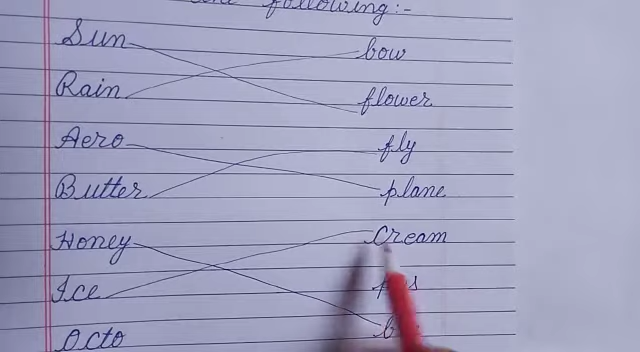 following:-
Sun bow
Rain flower
Aero fly
Butter plane
Honey Cream
Ice
Octo